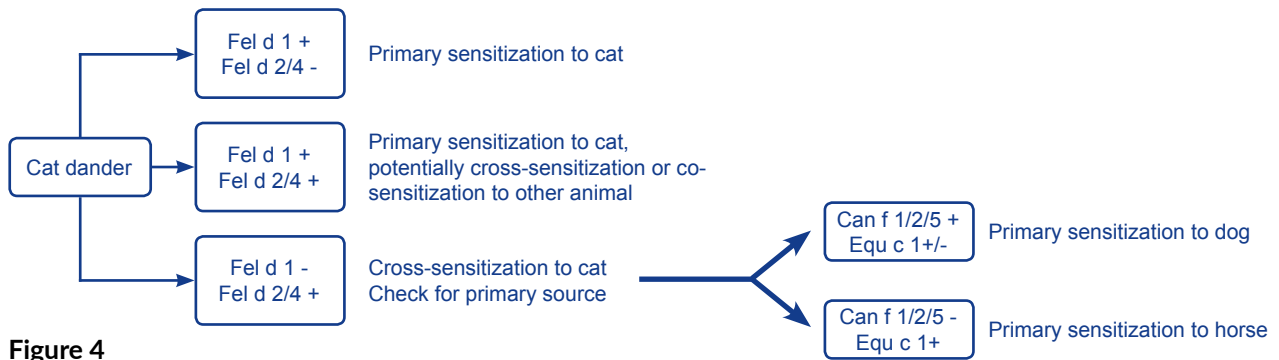 Fel d 1 +
Fel d 2/4 -
Primary sensitization to cat
Cat dander
Fel d 1 +
Fel d 2/4 +
Primary sensitization to cat,
potentially cross-sensitization or co-
sensitization to other animal
Fel d 1 -
Fel d 2/4 +
Cross-sensitization to cat
Check for primary source
Can f 1/2/5 +
Equ c 1+/-
Primary sensitization to dog
Can f 1/2/5 -
Equ c 1+
Primary sensitization to horse
Figure 4